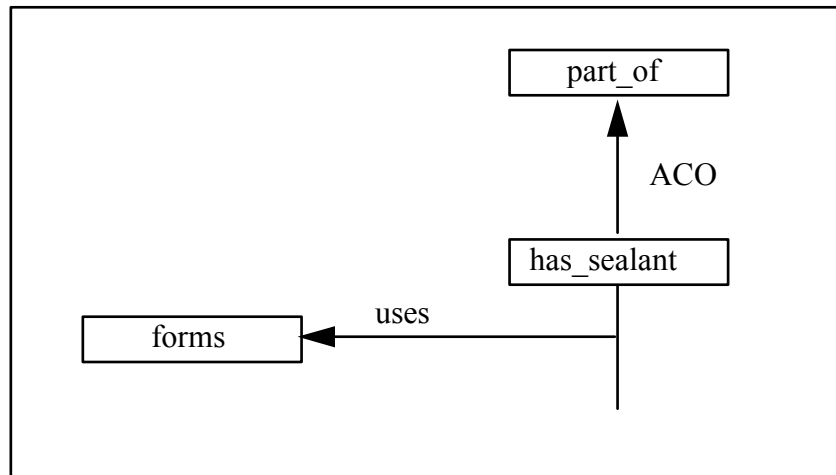 part_of
ACO
has_sealant
uses
forms